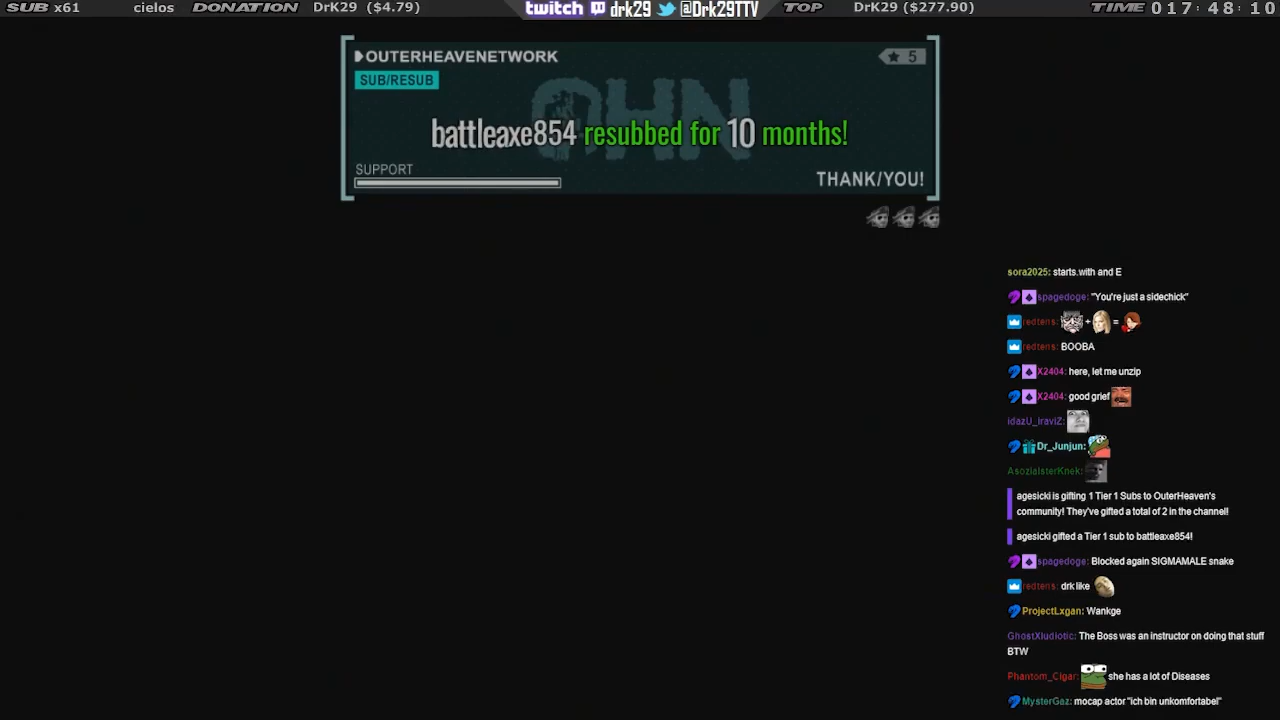 SUB x61 cielos DONATION DrK29 ($4.79) twitch drk29 @Drk29TTV TOP DrK29 ($277.90) TIME 017:48:10
OUTERHEAVENETWORK ★ 5
SUB/RESUB
OHN
battleaxe854 resubbed for 10 months!
SUPPORT
THANK/YOU!
sora2025: starts.with and E
spagedoge: "You're just a sidechick"
redtens: + =
redtens: BOOBA
X2404: here, let me unzip
X2404: good grief
idazU_iravIZ:
Dr_Junjun:
AsozialsterKnek:
agesicki is gifting 1 Tier 1 Subs to OuterHeaven's
community! They've gifted a total of 2 in the channel!
agesicki gifted a Tier 1 sub to battleaxe854!
spagedoge: Blocked again SIGMAMALE snake
redtens: drk like
ProjectLxgan: Wankge
GhostXIudiotic: The Boss was an instructor on doing that stuff
BTW
Phantom_Cigar: she has a lot of Diseases
MysterGaz: mocap actor "ich bin unkomfortabel"